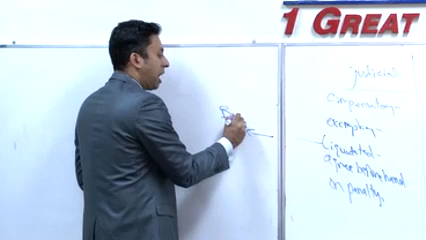 1 GREAT
judicial
compensatory-
exemplary-
Liquidated-
agree beforehand
on penalty.